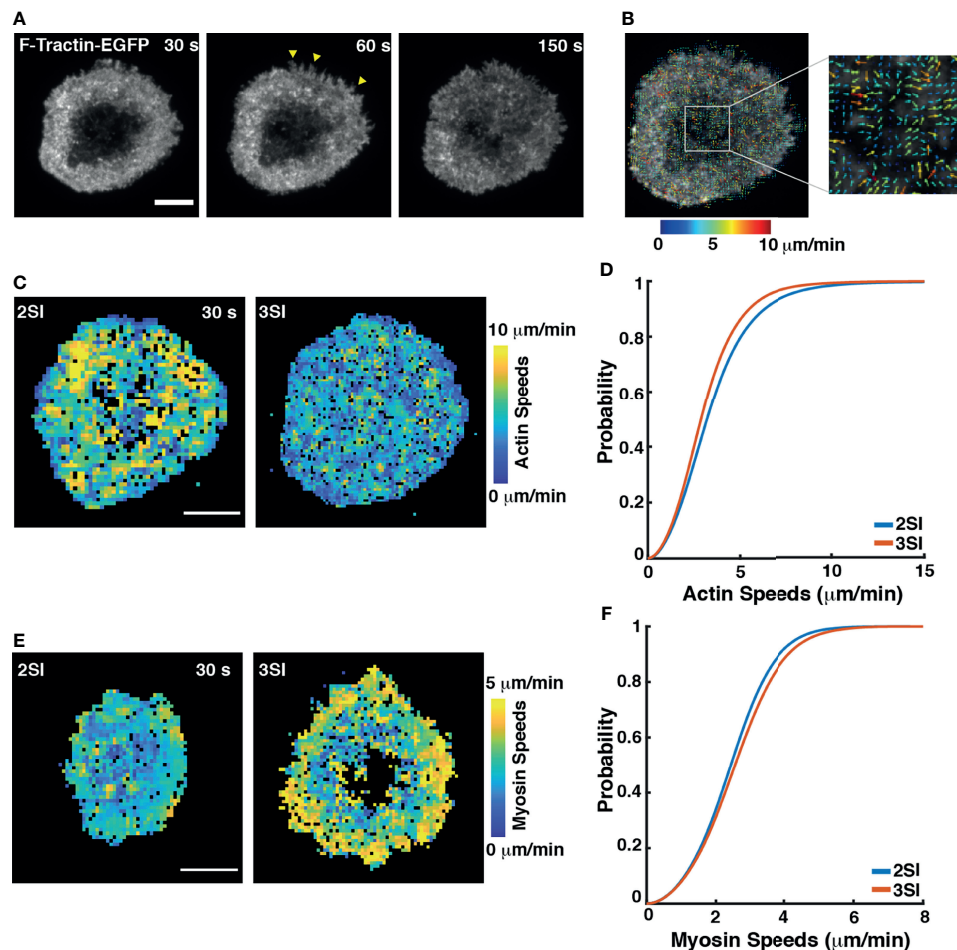 A
F-Tractin-EGFP 30 s
60 s
150 s
B
0 5 10 μm/min
C
2SI 30 s
3SI
10 μm/min
Actin Speeds
0 μm/min
D
1
0.8
0.6
0.4
0.2
0
Probability
0 5 10 15
Actin Speeds (μm/min)
2SI
3SI
E
2SI 30 s
3SI
5 μm/min
Myosin Speeds
0 μm/min
F
1
0.8
0.6
0.4
0.2
0
Probability
0 2 4 6 8
Myosin Speeds (μm/min)
2SI
3SI